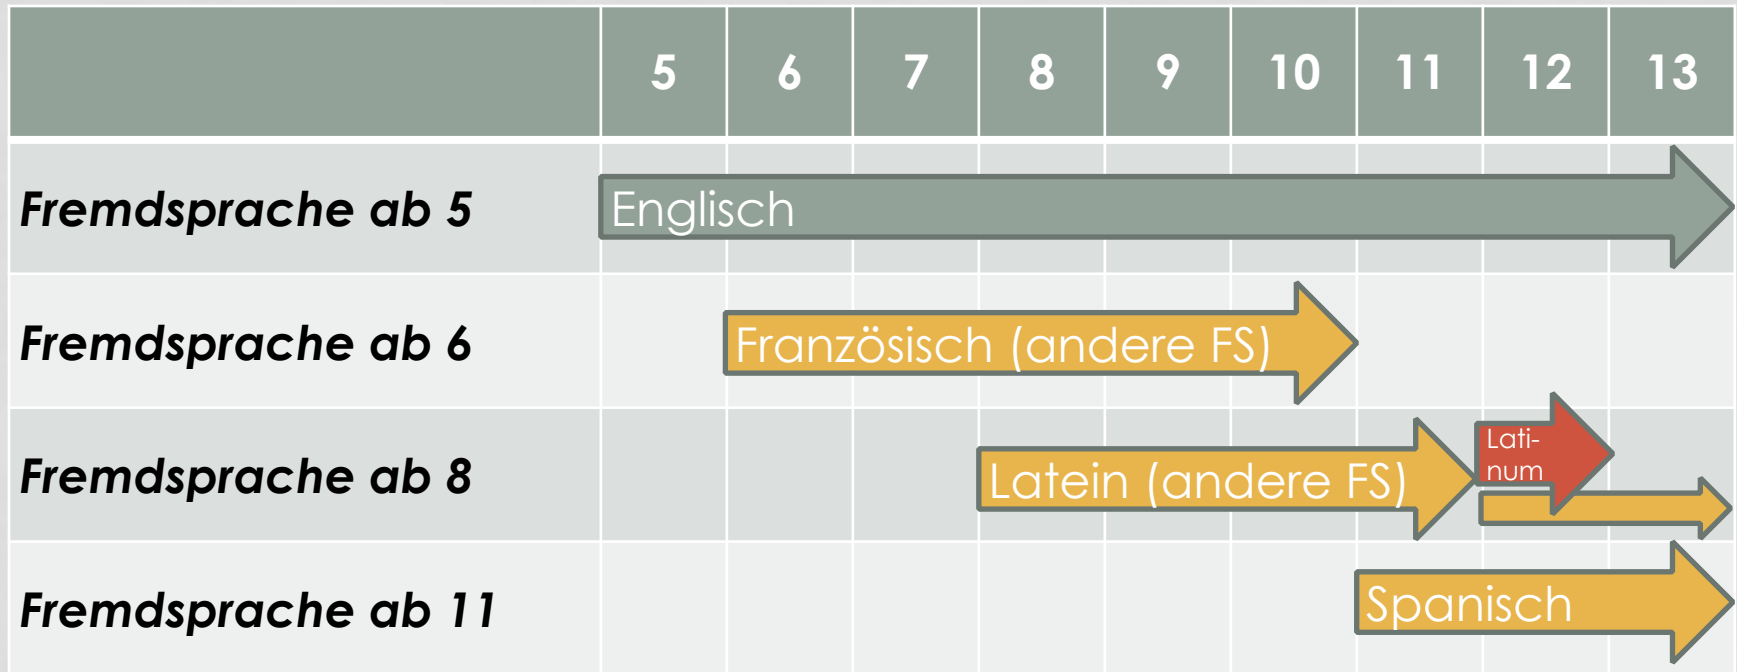 5 6 7 8 9 10 11 12 13
Fremdsprache ab 5
Englisch
Fremdsprache ab 6
Französisch (andere FS)
Fremdsprache ab 8
Latein (andere FS)
Lati-
num
Fremdsprache ab 11
Spanisch